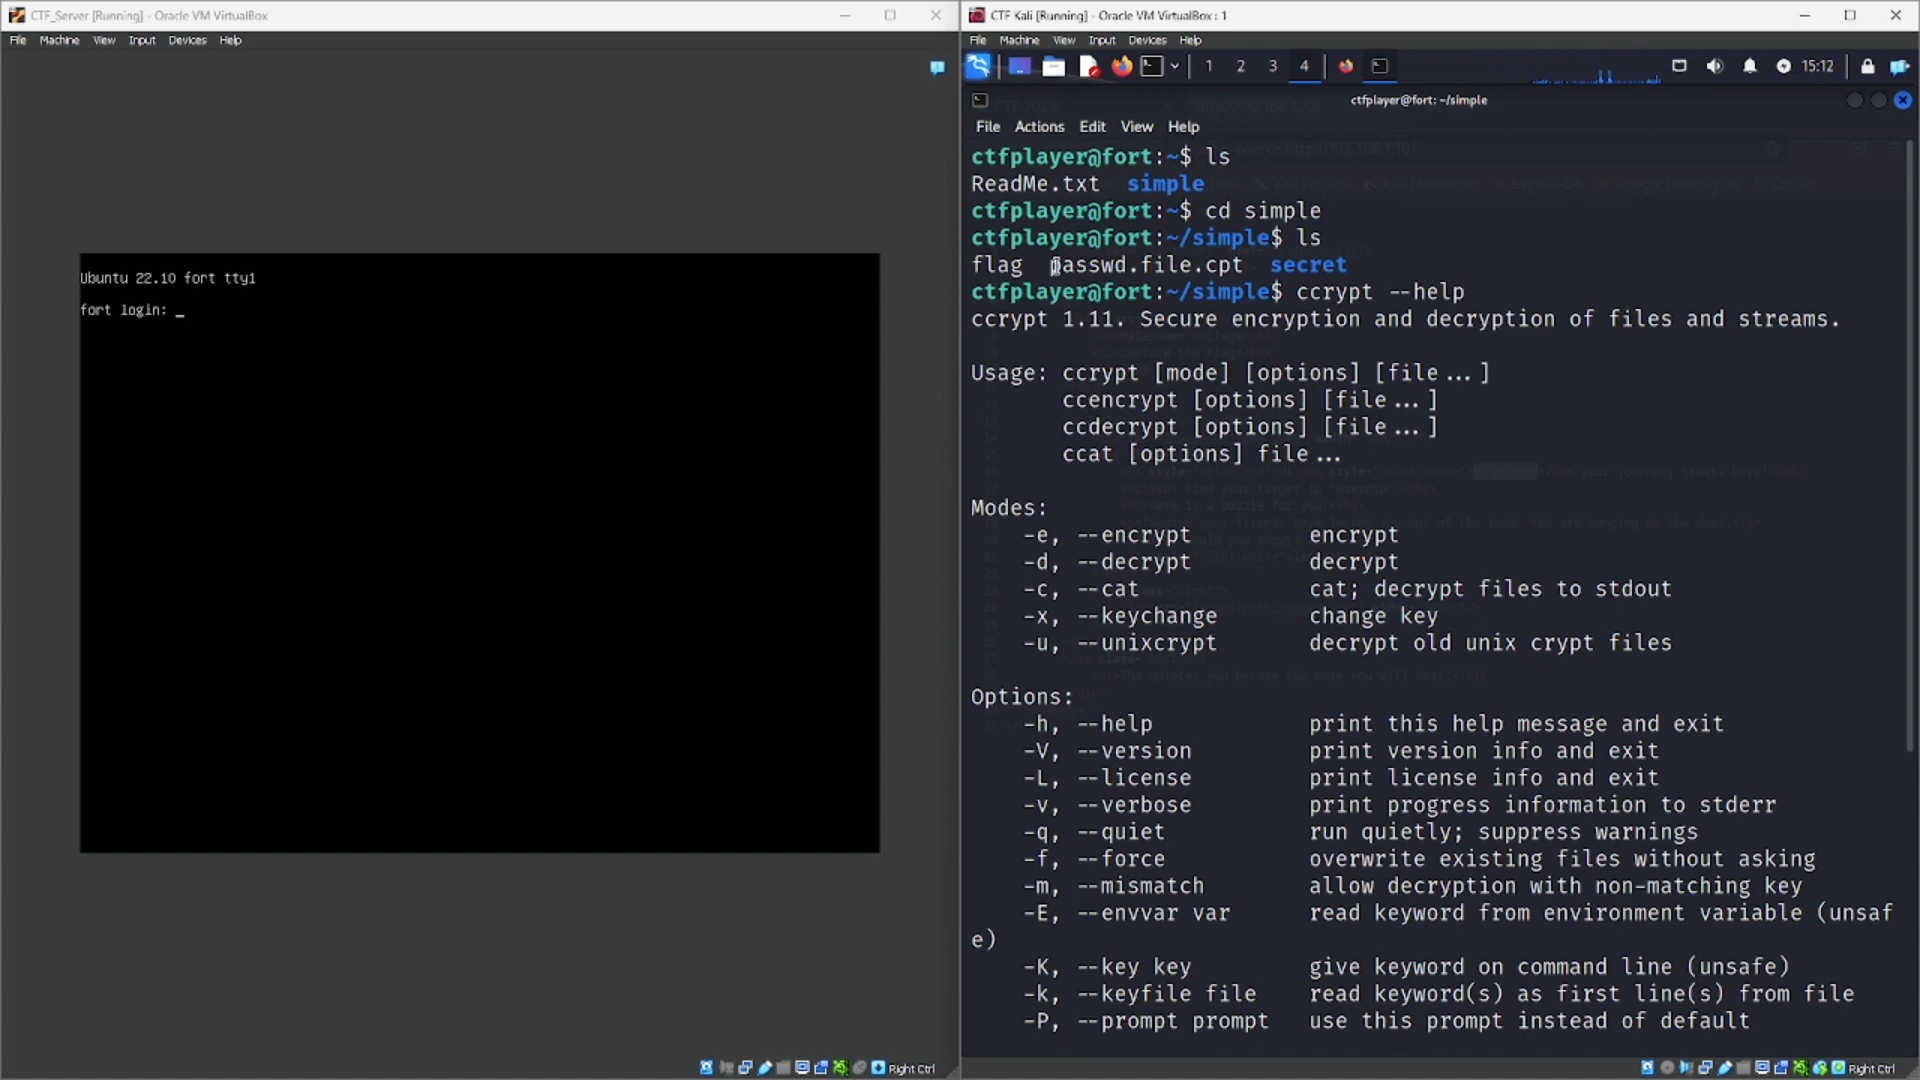 CTF_Server [Running] - Oracle VM VirtualBox
File Machine View Input Devices Help
Ubuntu 22.10 fort tty1
fort login: _
Right Ctrl
CTF Kali [Running] - Oracle VM VirtualBox : 1
File Machine View Input Devices Help
1 2 3 4
15:12
ctfplayer@fort: ~/simple
File Actions Edit View Help
ctfplayer@fort:~$ ls
ReadMe.txt simple
ctfplayer@fort:~$ cd simple
ctfplayer@fort:~/simple$ ls
flag passwd.file.cpt secret
ctfplayer@fort:~/simple$ ccrypt --help
ccrypt 1.11. Secure encryption and decryption of files and streams.
Usage: ccrypt [mode] [options] [file...]
ccencrypt [options] [file...]
ccdecrypt [options] [file...]
ccat [options] file...
Modes:
-e, --encrypt encrypt
-d, --decrypt decrypt
-c, --cat cat; decrypt files to stdout
-x, --keychange change key
-u, --unixcrypt decrypt old unix crypt files
Options:
-h, --help print this help message and exit
-V, --version print version info and exit
-L, --license print license info and exit
-v, --verbose print progress information to stderr
-q, --quiet run quietly; suppress warnings
-f, --force overwrite existing files without asking
-m, --mismatch allow decryption with non-matching key
-E, --envvar var read keyword from environment variable (unsaf
e)
-K, --key key give keyword on command line (unsafe)
-k, --keyfile file read keyword(s) as first line(s) from file
-P, --prompt prompt use this prompt instead of default
Right Ctrl